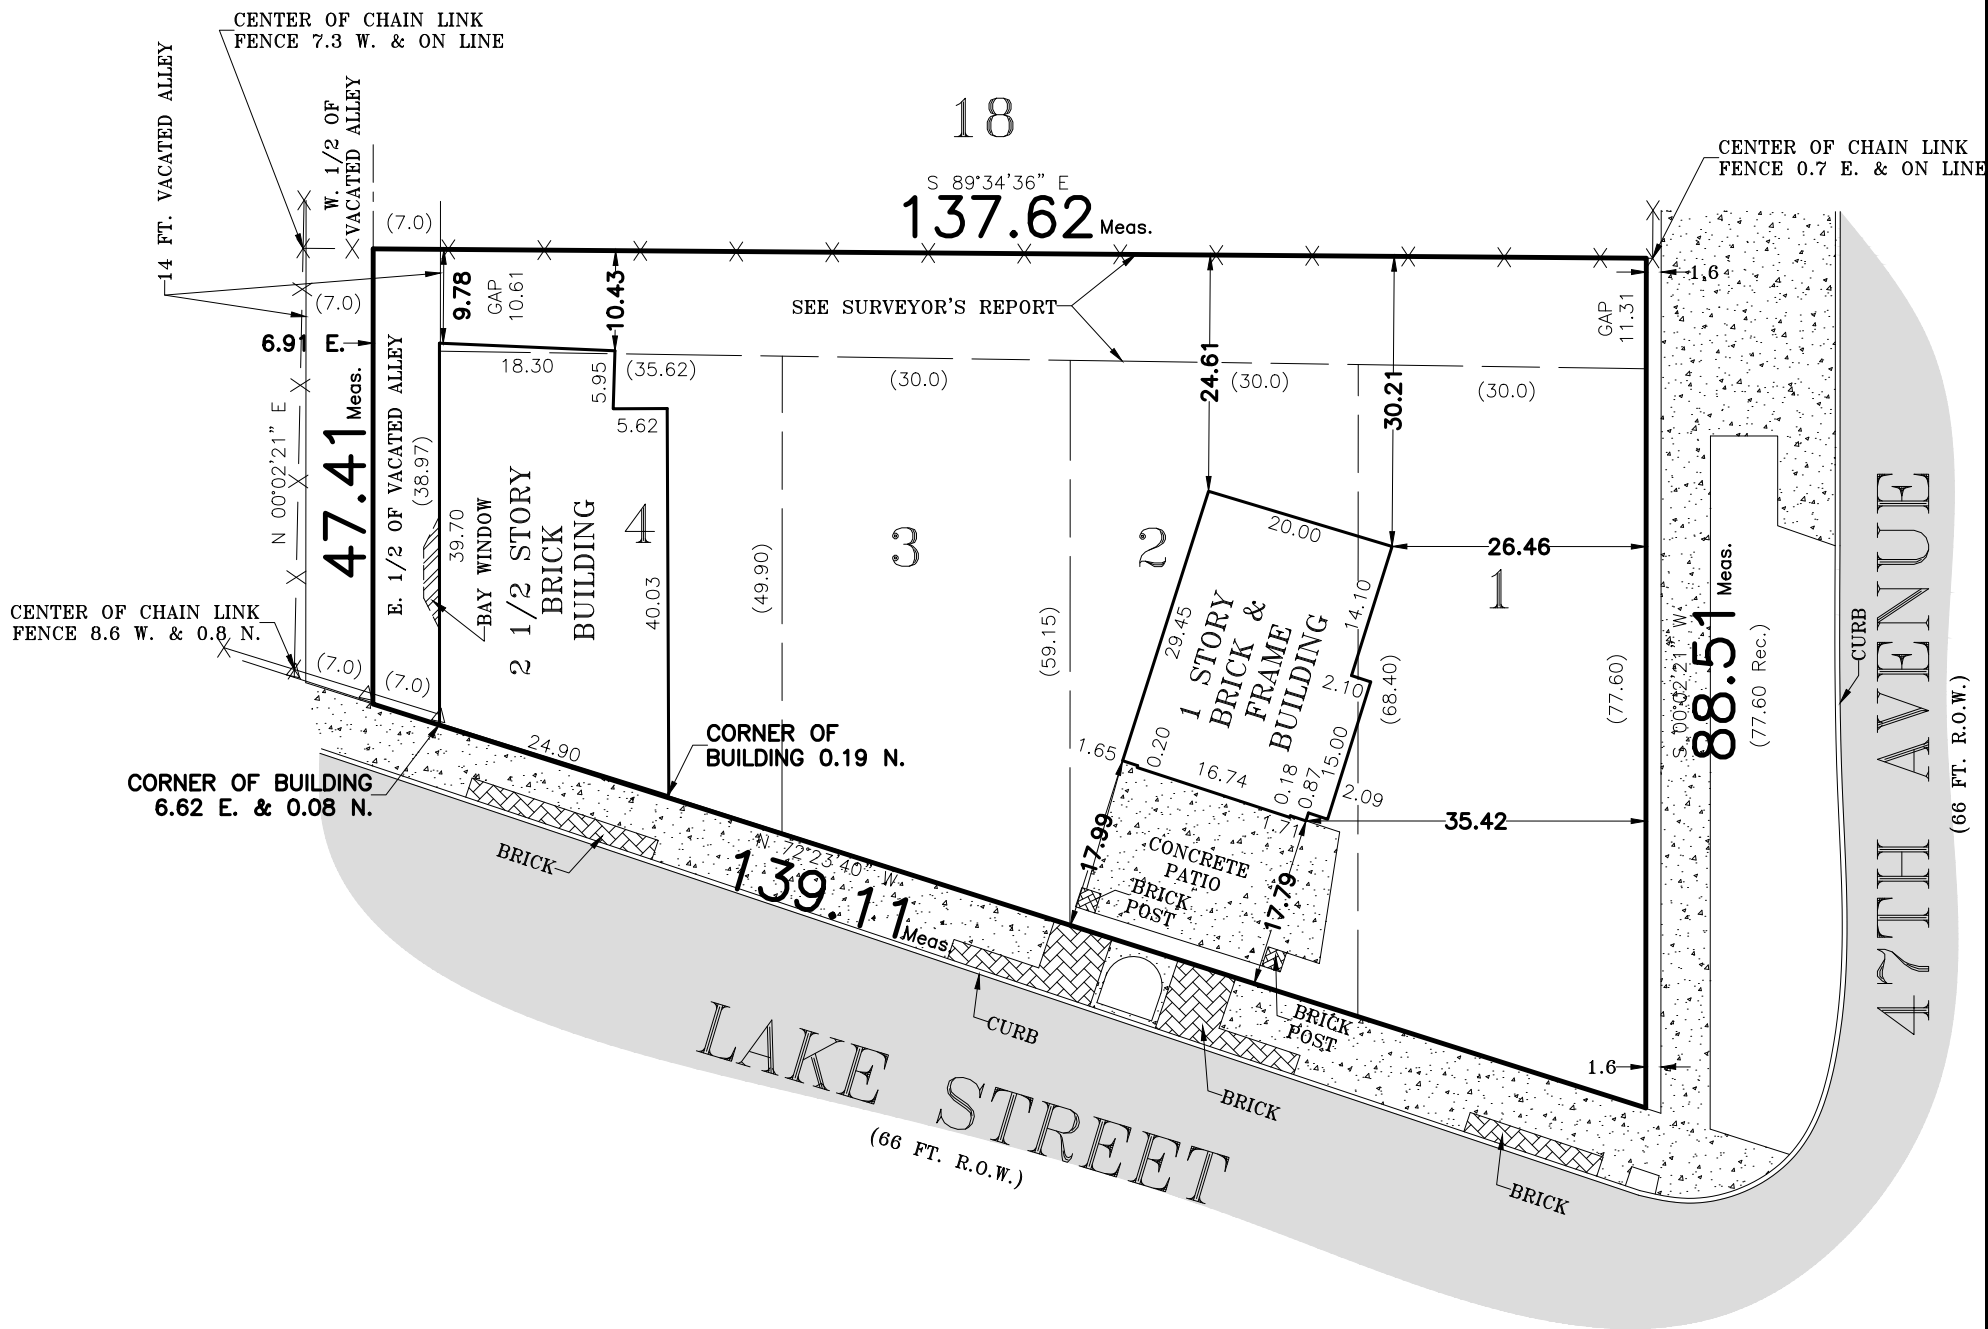 CENTER OF CHAIN LINK
FENCE 7.3 W. & ON LINE
14 FT. VACATED ALLEY
W. 1/2 OF
VACATED ALLEY
18
S 89°34'36" E
137.62 Meas.
CENTER OF CHAIN LINK
FENCE 0.7 E. & ON LINE
(7.0)
(7.0)
9.78
GAP
10.61
10.43
SEE SURVEYOR'S REPORT
1.6
GAP
11.31
6.91 E.
18.30
5.95
(35.62)
(30.0)
24.61
(30.0)
30.21
(30.0)
5.62
N 00°02'21" E
47.41 Meas.
E. 1/2 OF VACATED ALLEY
(38.97)
39.70
BAY WINDOW
2 1/2 STORY
BRICK
BUILDING
4
40.03
(49.90)
3
(59.15)
2
20.00
26.46
1
29.45
1 STORY
BRICK &
FRAME
BUILDING
14.10
2.10
(68.40)
15.00
(77.60)
S 00°02'21" W
88.51 Meas.
(77.60 Rec.)
CURB
47TH AVENUE
(66 FT. R.O.W.)
CENTER OF CHAIN LINK
FENCE 8.6 W. & 0.8 N.
(7.0)
(7.0)
24.90
CORNER OF
BUILDING 0.19 N.
CORNER OF BUILDING
6.62 E. & 0.08 N.
1.65
0.20
16.74
0.18
0.87
2.09
1.71
35.42
17.99
CONCRETE
PATIO
BRICK
POST
17.79
BRICK
N 72°23'40" W
139.11 Meas.
CURB
BRICK
POST
1.6
LAKE STREET
(66 FT. R.O.W.)
BRICK
BRICK